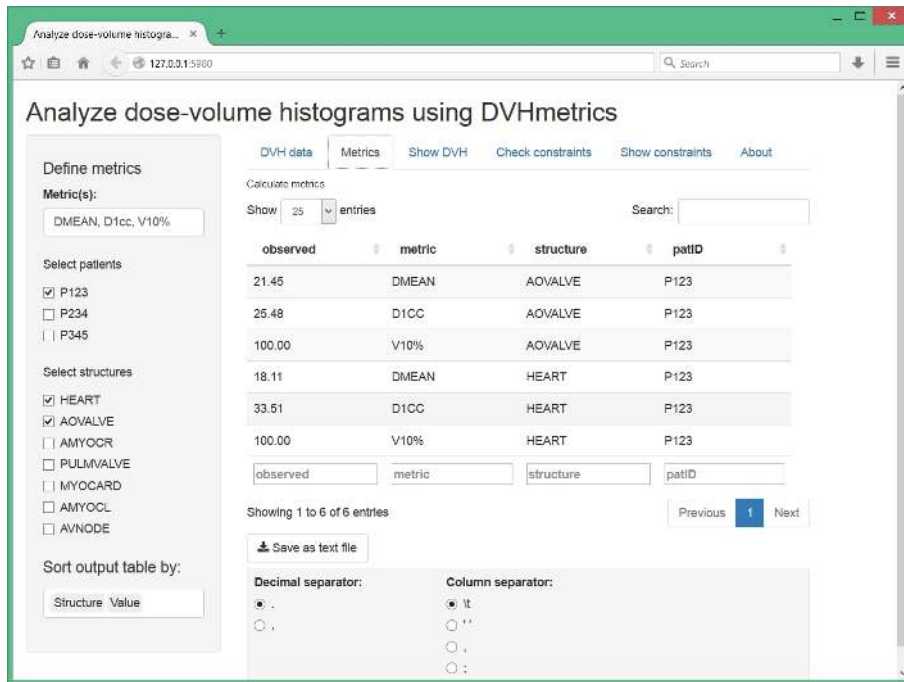 Analyze dose-volume histogra...
127.0.0.1:5980
Search
Analyze dose-volume histograms using DVHmetrics
Define metrics
Metric(s):
DMEAN, D1cc, V10%
Select patients
P123
P234
P345
Select structures
HEART
AOVALVE
AMYOCR
PULMVALVE
MYOCARD
AMYOCL
AVNODE
Sort output table by:
Structure Value
DVH data Metrics Show DVH Check constraints Show constraints About
Calculate metrics
Show 25 entries Search:
observed metric structure patID
21.45 DMEAN AOVALVE P123
25.48 D1CC AOVALVE P123
100.00 V10% AOVALVE P123
18.11 DMEAN HEART P123
33.51 D1CC HEART P123
100.00 V10% HEART P123
observed metric structure patID
Showing 1 to 6 of 6 entries Previous 1 Next
Save as text file
Decimal separator: Column separator:
. \t
, ' '
,
;